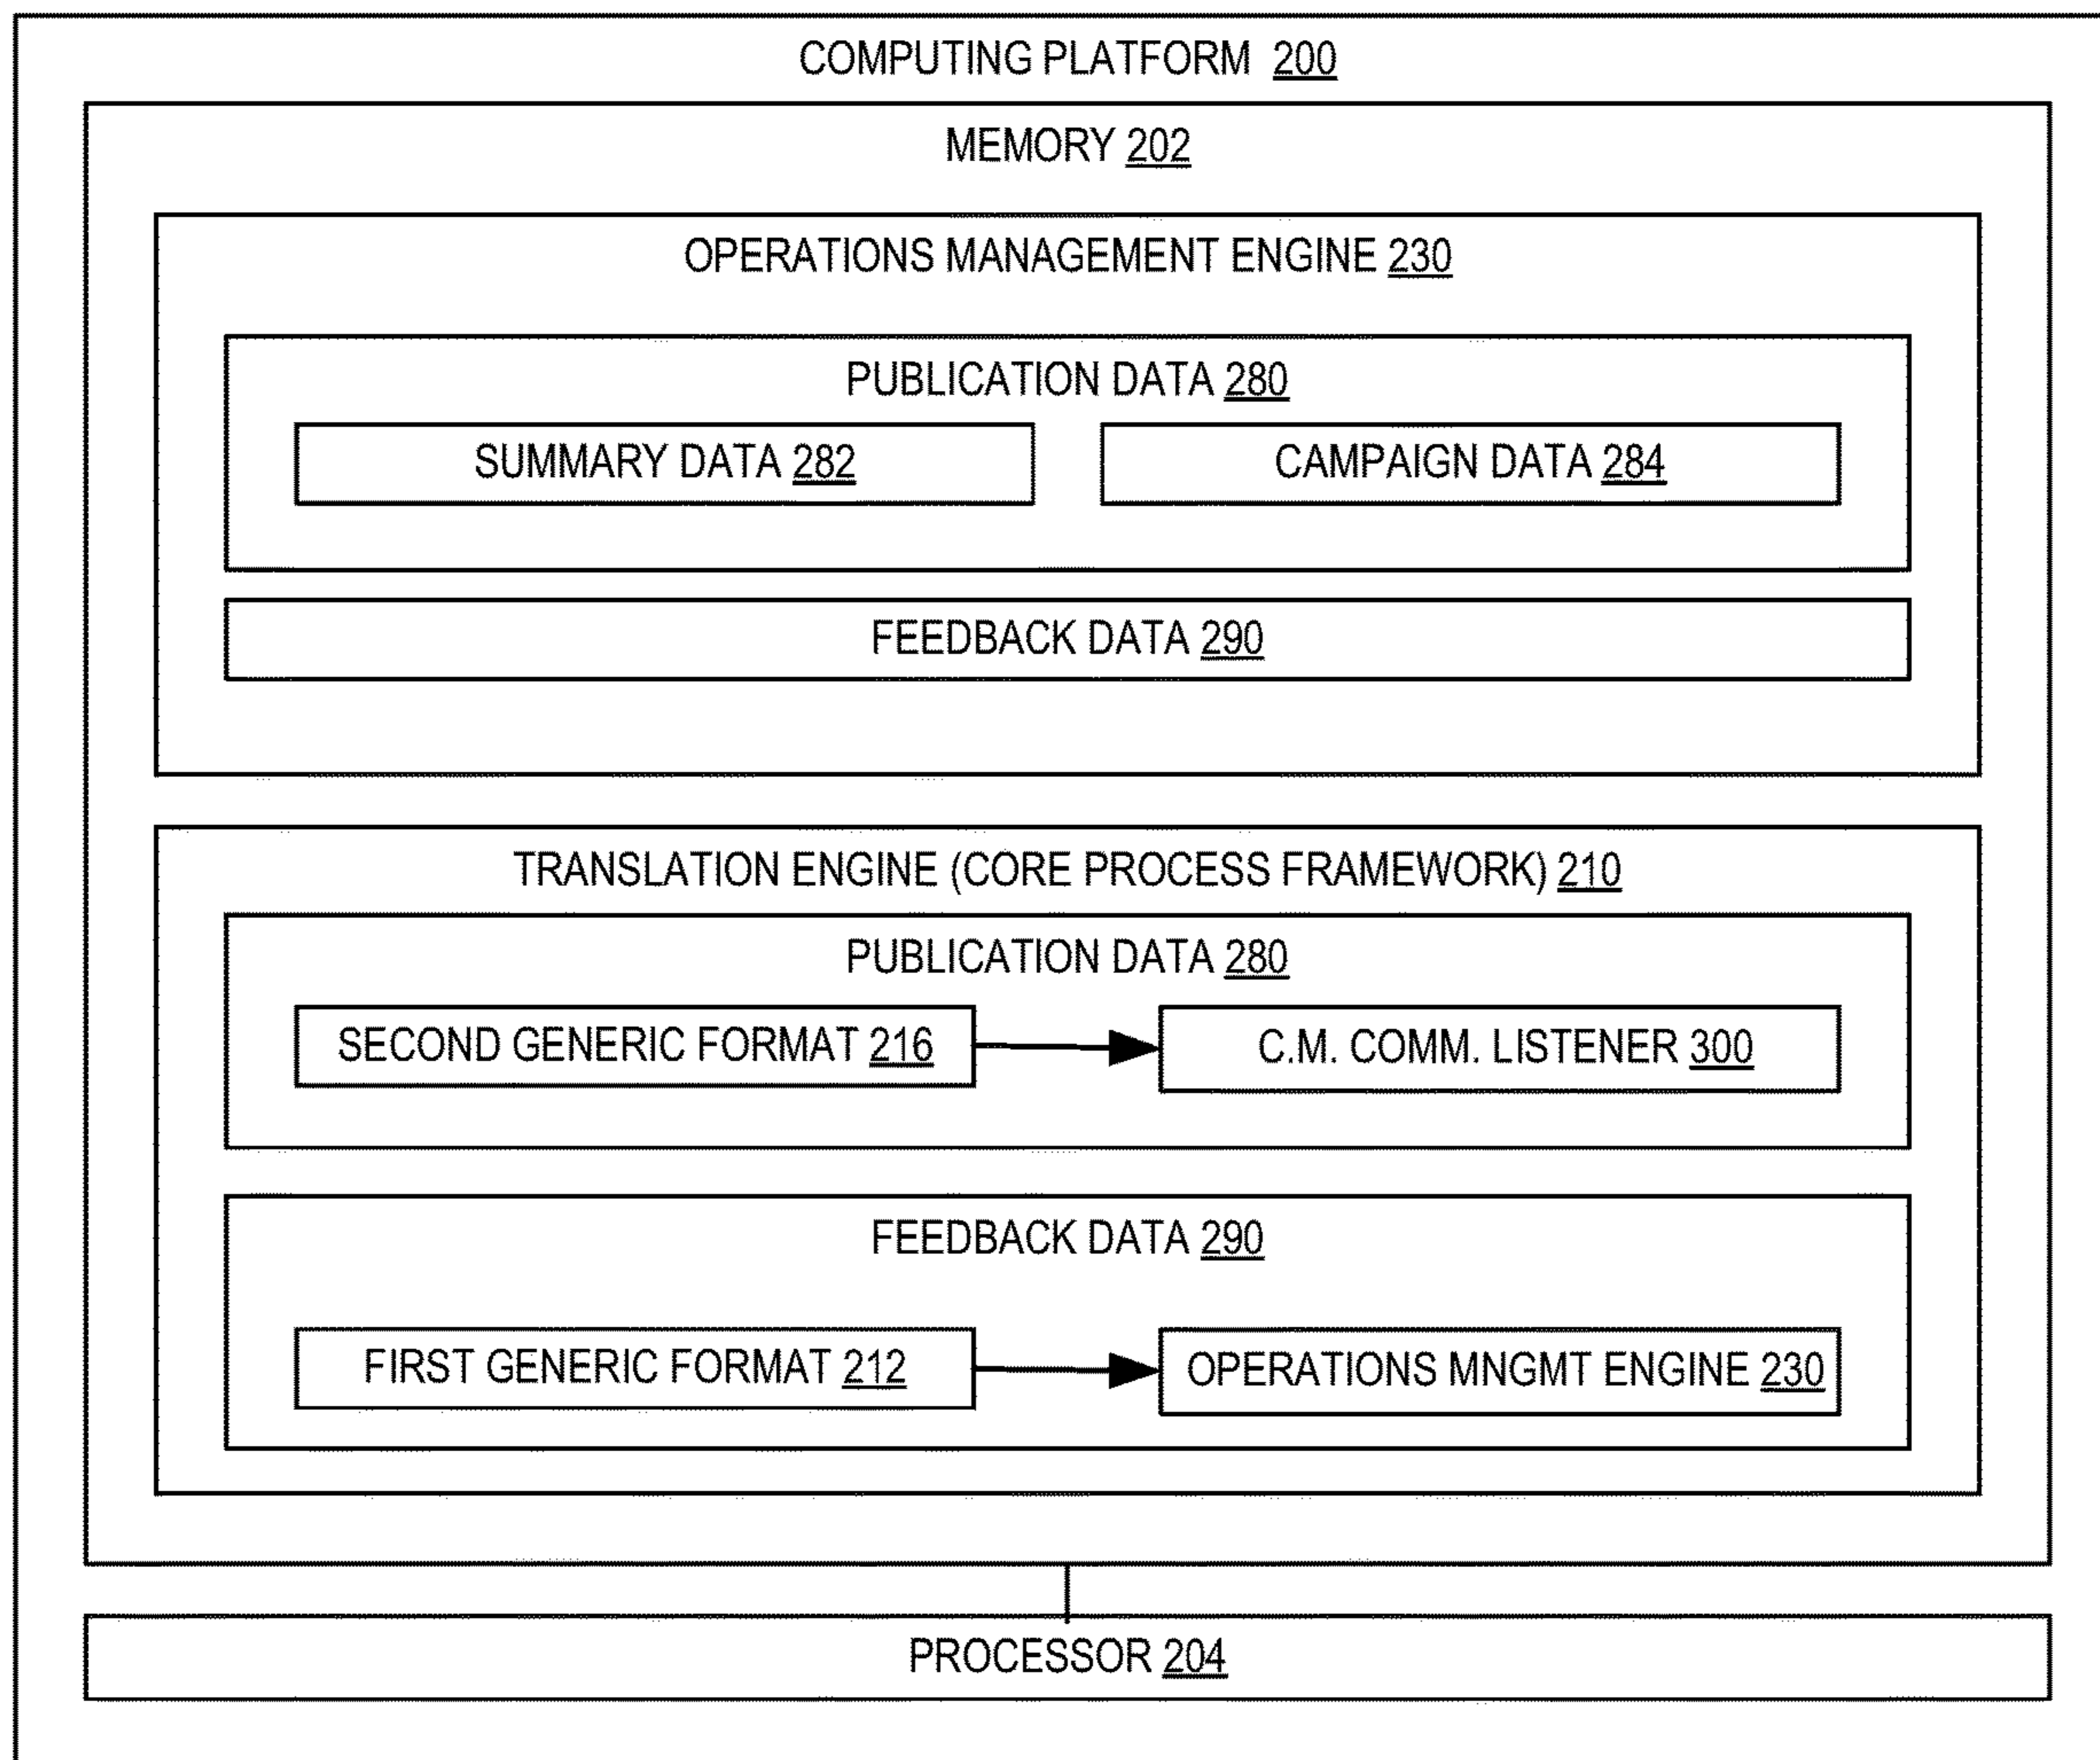 COMPUTING PLATFORM 200
MEMORY 202
OPERATIONS MANAGEMENT ENGINE 230
PUBLICATION DATA 280
SUMMARY DATA 282
CAMPAIGN DATA 284
FEEDBACK DATA 290
TRANSLATION ENGINE (CORE PROCESS FRAMEWORK) 210
PUBLICATION DATA 280
SECOND GENERIC FORMAT 216
C.M. COMM. LISTENER 300
FEEDBACK DATA 290
FIRST GENERIC FORMAT 212
OPERATIONS MNGMT ENGINE 230
PROCESSOR 204